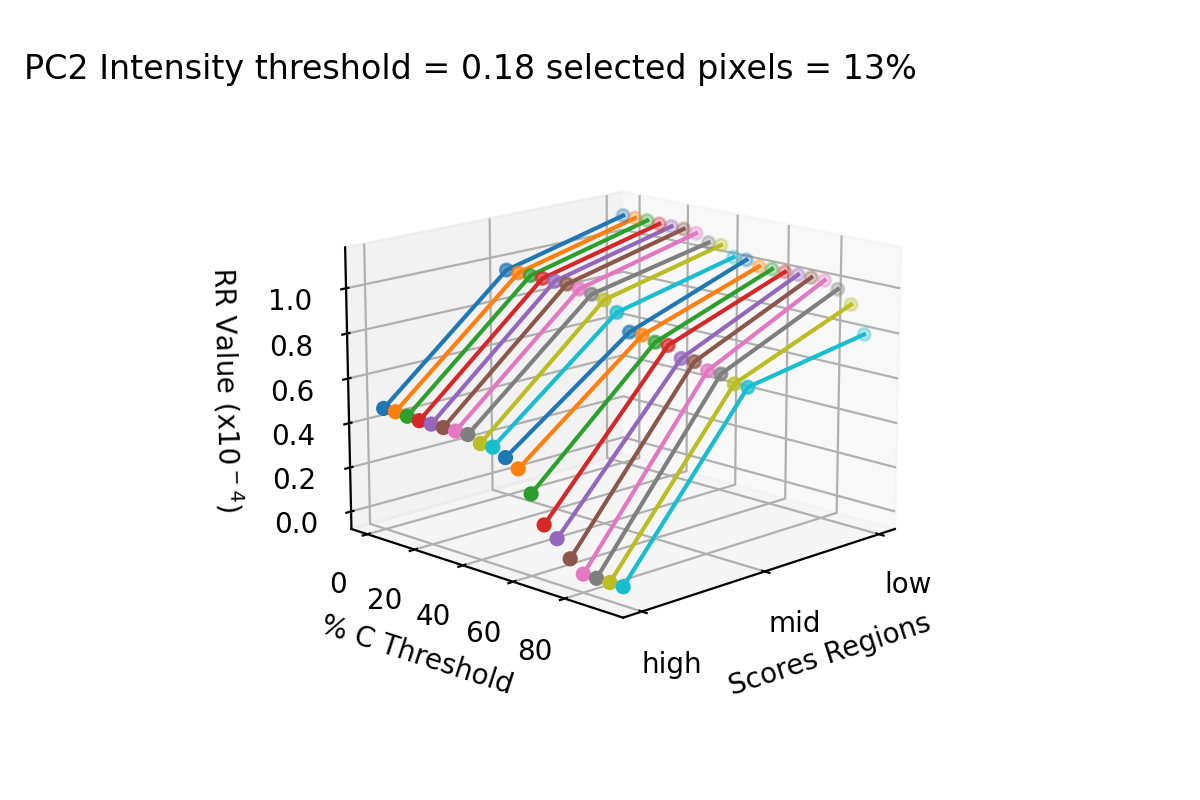 PC2 Intensity threshold = 0.18 selected pixels = 13%
RR Value (x10⁻⁴)
1.0
0.8
0.6
0.4
0.2
0.0
0
20
40
60
80
% C Threshold
high
mid
low
Scores Regions